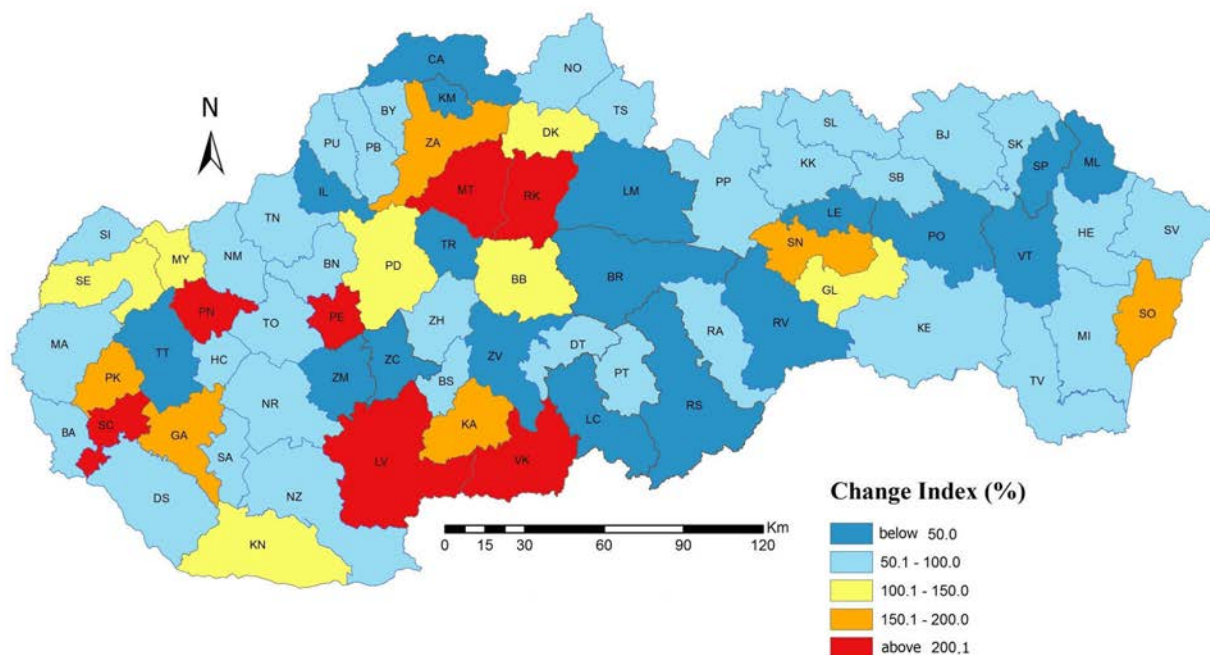 CA
NO
KM
BY
TS
N
ZA
DK
SL
BJ
PU
PB
SK
KK
SP
ML
SB
PP
IL
MT
RK
LM
LE
TN
SI
SN
PO
HE
SV
TR
NM
BN
MY
PD
BB
BR
VT
SE
GL
PN
PE
TO
ZH
SO
RA
RV
KE
MA
TT
HC
ZC
ZV
DT
MI
PK
ZM
BS
PT
NR
TV
RS
BA
SC
GA
KA
LC
SA
LV
VK
DS
NZ
KN
Km
0 15 30 60 90 120
Change Index (%)
below 50.0
50.1 - 100.0
100.1 - 150.0
150.1 - 200.0
above 200,1